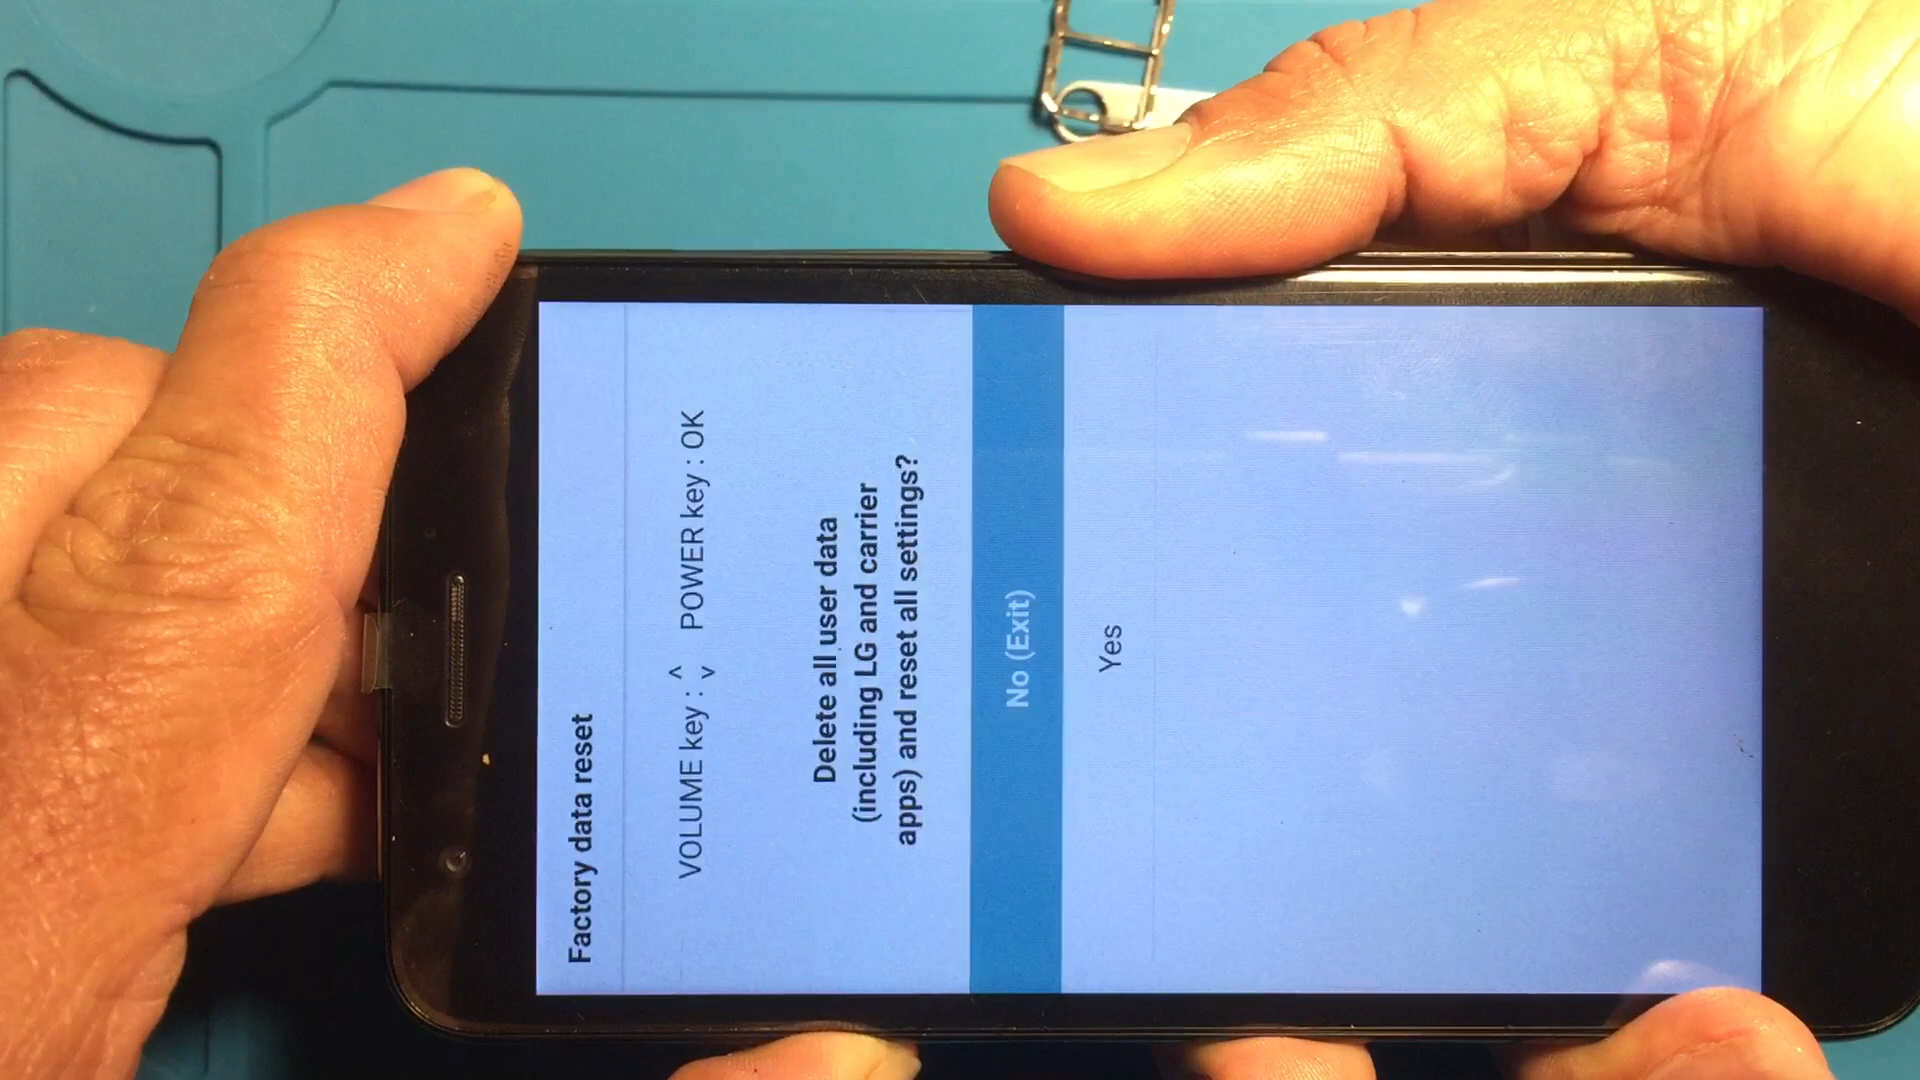 Factory data reset
VOLUME key : ^ v POWER key : OK
Delete all user data
(including LG and carrier
apps) and reset all settings?
No (Exit)
Yes